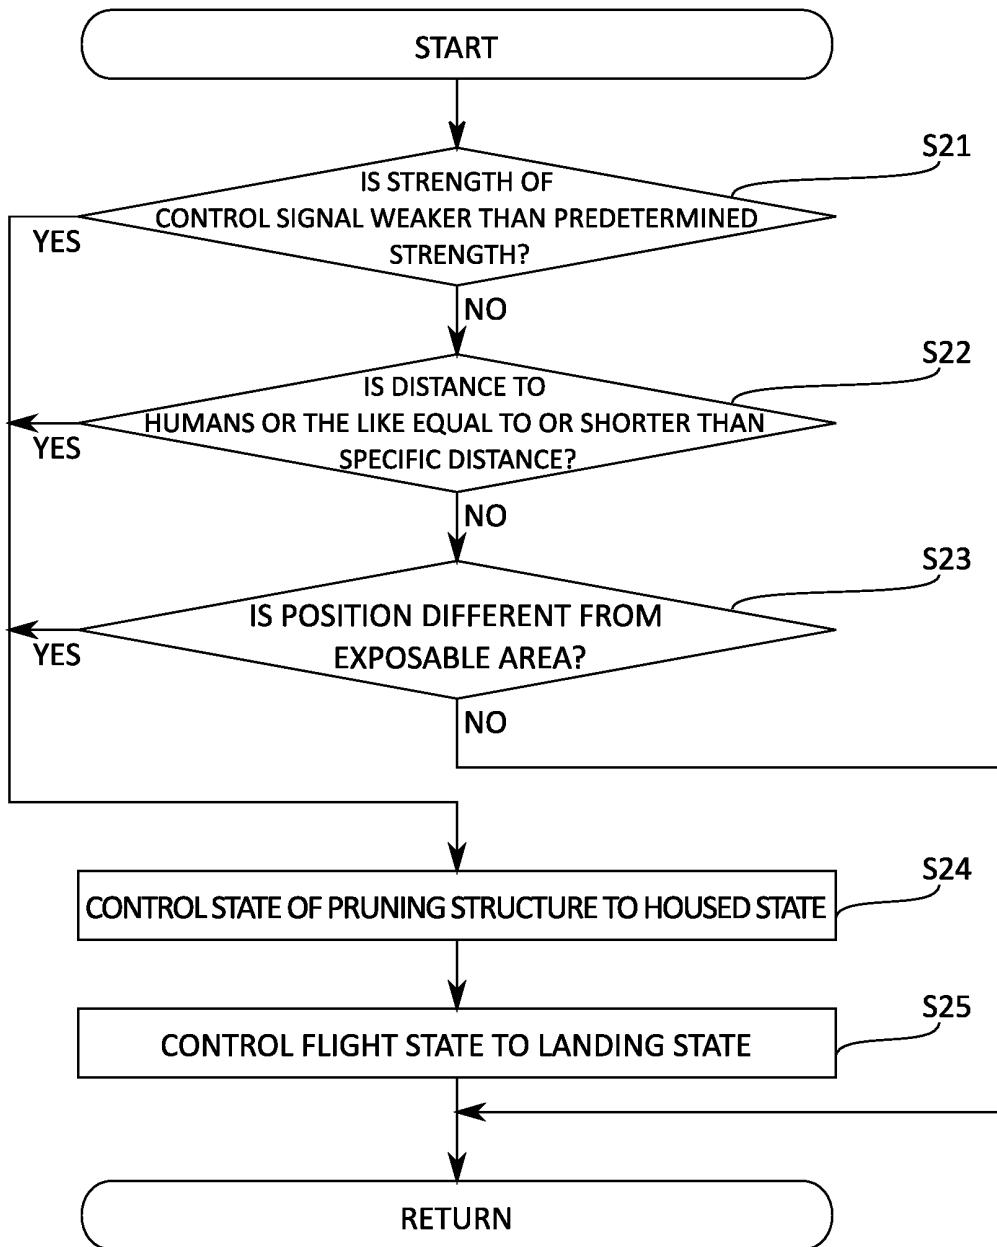 START
S21
IS STRENGTH OF
CONTROL SIGNAL WEAKER THAN PREDETERMINED
STRENGTH?
YES
NO
S22
IS DISTANCE TO
HUMANS OR THE LIKE EQUAL TO OR SHORTER THAN
SPECIFIC DISTANCE?
YES
NO
S23
IS POSITION DIFFERENT FROM
EXPOSABLE AREA?
YES
NO
S24
CONTROL STATE OF PRUNING STRUCTURE TO HOUSED STATE
S25
CONTROL FLIGHT STATE TO LANDING STATE
RETURN